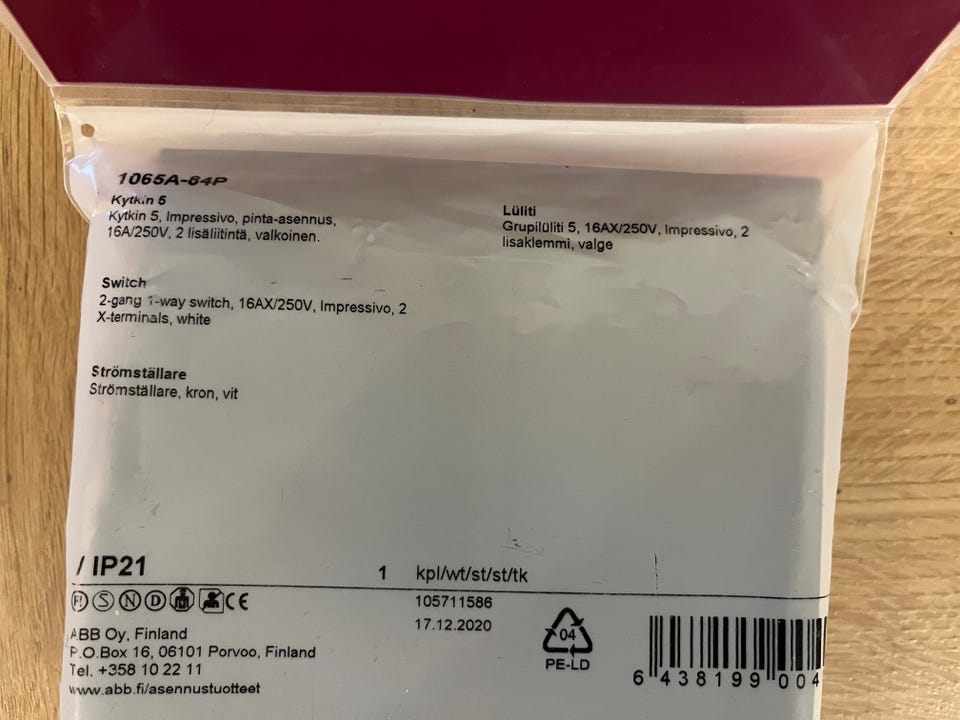 1065A-64P
Kytkin 5
Kytkin 5, Impressivo, pinta-asennus,
16A/250V, 2 lisäliitintä, valkoinen.
Lüliti
Grupilüliti 5, 16AX/250V, Impressivo, 2
lisaklemmi, valge
Switch
2-gang 1-way switch, 16AX/250V, Impressivo, 2
X-terminals, white
Strömställare
Strömställare, kron, vit
/ IP21
1 kpl/wt/st/st/tk
FI S N D CE
105711586
17.12.2020
ABB Oy, Finland
P.O.Box 16, 06101 Porvoo, Finland
Tel. +358 10 22 11
www.abb.fi/asennustuotteet
04
PE-LD
6 438199 004